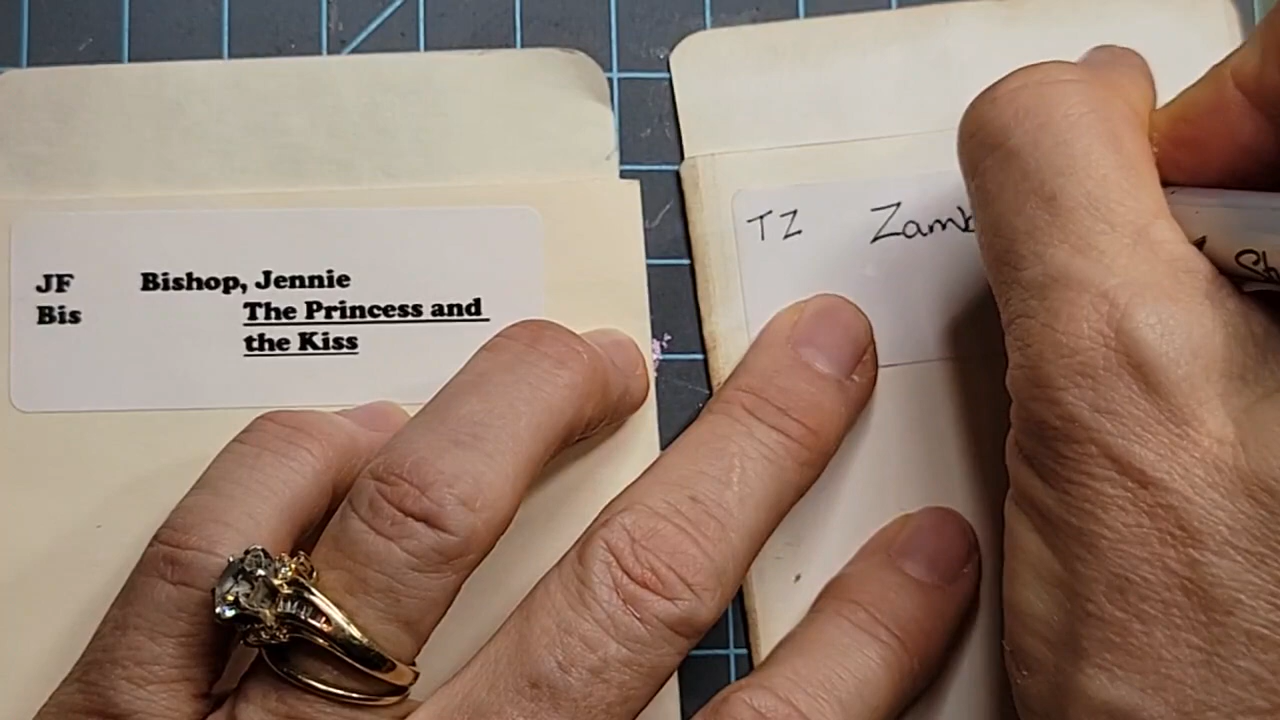 JF Bishop, Jennie
Bis The Princess and
the Kiss
TZ